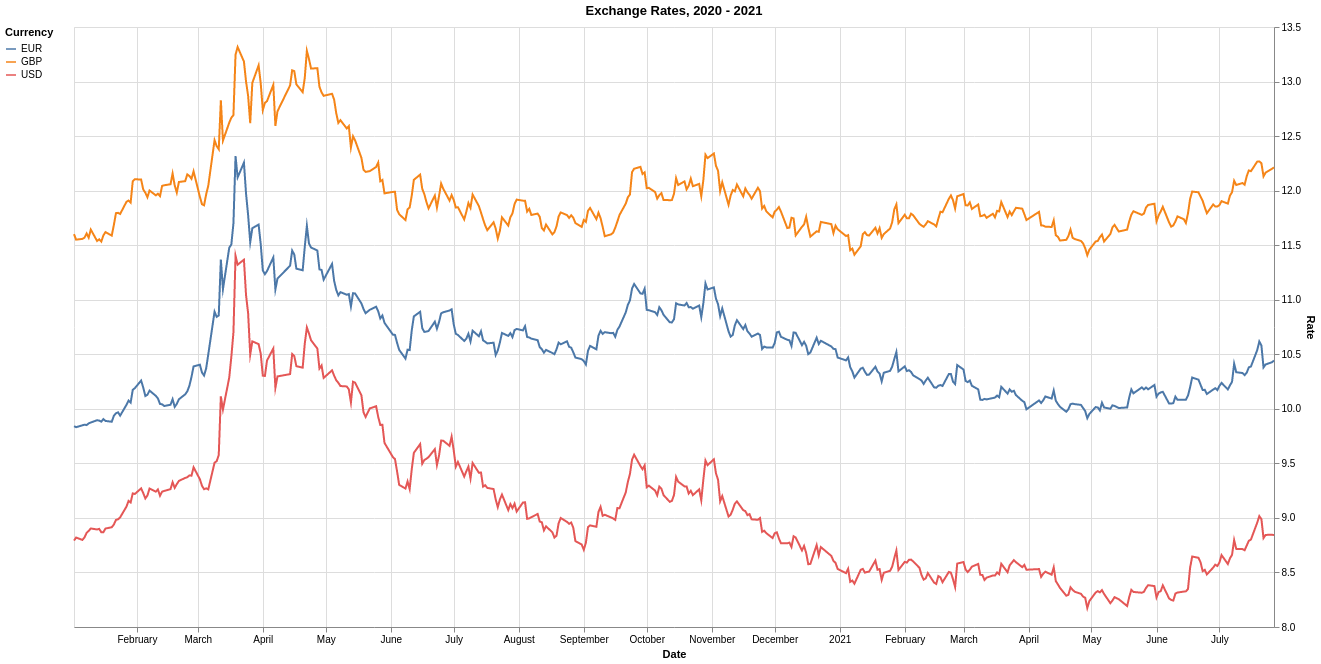 Exchange Rates, 2020 - 2021
Currency
EUR
GBP
USD
13.5
13.0
12.5
12.0
11.5
11.0
10.5
10.0
9.5
9.0
8.5
8.0
Rate
February March April May June July August September October November December 2021 February March April May June July
Date